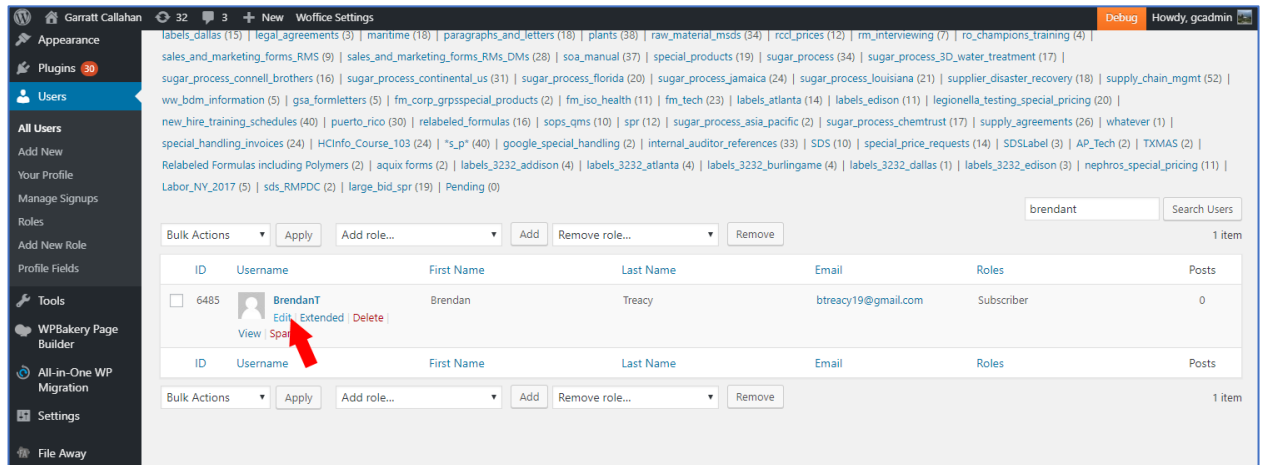 Garratt Callahan 32 3 + New Woffice Settings Debug Howdy, gcadmin
Appearance
Plugins 30
Users
All Users
Add New
Your Profile
Manage Signups
Roles
Add New Role
Profile Fields
Tools
WPBakery Page
Builder
All-in-One WP
Migration
Settings
File Away
labels_dallas (15) | legal_agreements (3) | maritime (18) | paragraphs_and_letters (18) | plants (38) | raw_material_msds (34) | rccl_prices (12) | rm_interviewing (7) | ro_champions_training (4) |
sales_and_marketing_forms_RMS (9) | sales_and_marketing_forms_RMs_DMs (28) | soa_manual (37) | special_products (19) | sugar_process (34) | sugar_process_3D_water_treatment (17) |
sugar_process_connell_brothers (16) | sugar_process_continental_us (31) | sugar_process_florida (20) | sugar_process_jamaica (24) | sugar_process_louisiana (21) | supplier_disaster_recovery (18) | supply_chain_mgmt (52) |
ww_bdm_information (5) | gsa_formletters (5) | fm_corp_grpsspecial_products (2) | fm_iso_health (11) | fm_tech (23) | labels_atlanta (14) | labels_edison (11) | legionella_testing_special_pricing (20) |
new_hire_training_schedules (40) | puerto_rico (30) | relabeled_formulas (16) | sops_qms (10) | spr (12) | sugar_process_asia_pacific (2) | sugar_process_chemtrust (17) | supply_agreements (26) | whatever (1) |
special_handling_invoices (24) | HCInfo_Course_103 (24) | *s_p* (40) | google_special_handling (2) | internal_auditor_references (33) | SDS (10) | special_price_requests (14) | SDSLabel (3) | AP_Tech (2) | TXMAS (2) |
Relabeled Formulas including Polymers (2) | aquix forms (2) | labels_3232_addison (4) | labels_3232_atlanta (4) | labels_3232_burlingame (4) | labels_3232_dallas (1) | labels_3232_edison (3) | nephros_special_pricing (11) |
Labor_NY_2017 (5) | sds_RMPDC (2) | large_bid_spr (19) | Pending (0)
brendant Search Users
Bulk Actions Apply Add role... Add Remove role... Remove 1 item
ID Username First Name Last Name Email Roles Posts
6485 BrendanT Brendan Treacy btreacy19@gmail.com Subscriber 0
Edit | Extended | Delete |
View |
ID Username First Name Last Name Email Roles Posts
Bulk Actions Apply Add role... Add Remove role... Remove 1 item